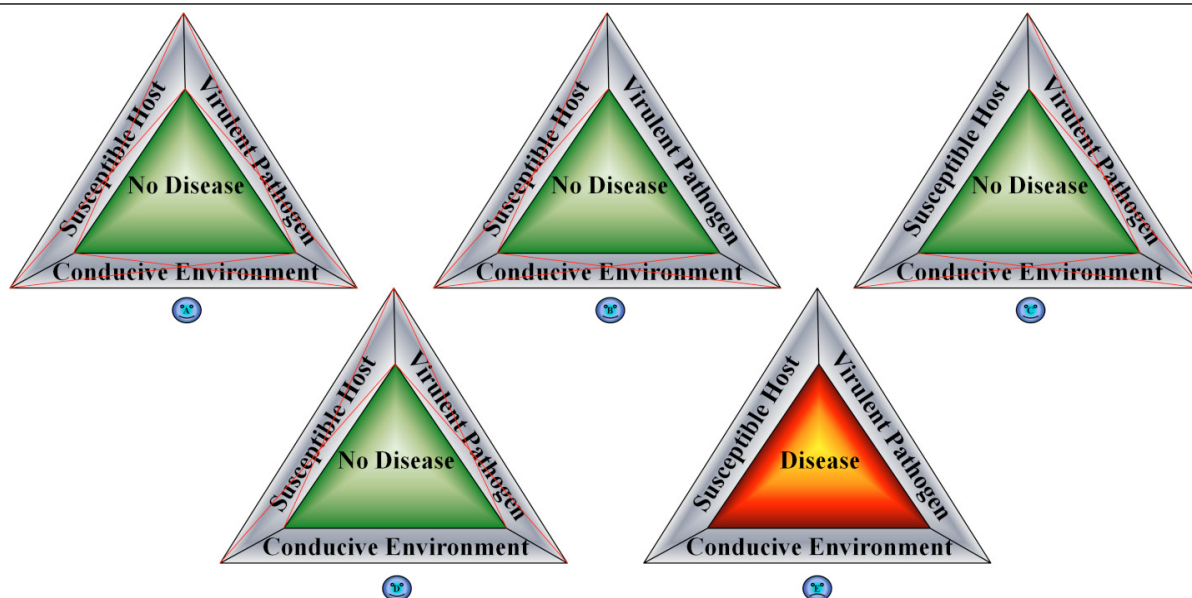 Susceptible Host
Virulent Pathogen
No Disease
Conducive Environment
A
Susceptible Host
Virulent Pathogen
No Disease
Conducive Environment
B
Susceptible Host
Virulent Pathogen
No Disease
Conducive Environment
C
Susceptible Host
Virulent Pathogen
No Disease
Conducive Environment
D
Susceptible Host
Virulent Pathogen
Disease
Conducive Environment
E